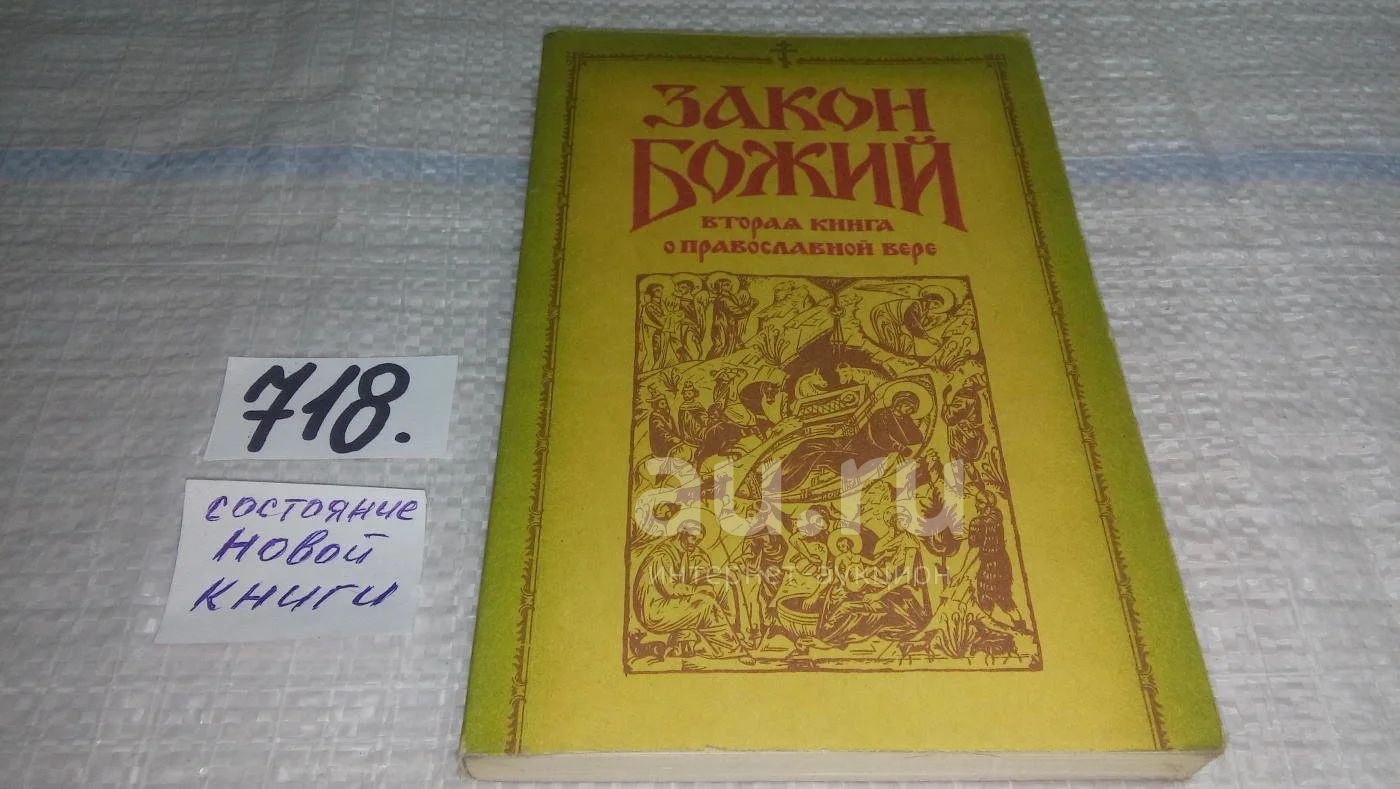 ЗАКОН
БОЖИЙ
ВТОРАЯ КНИГА
О ПРАВОСЛАВНОЙ ВЕРЕ
718.
состояние
новой
книги
au.ru
интернет аукцион